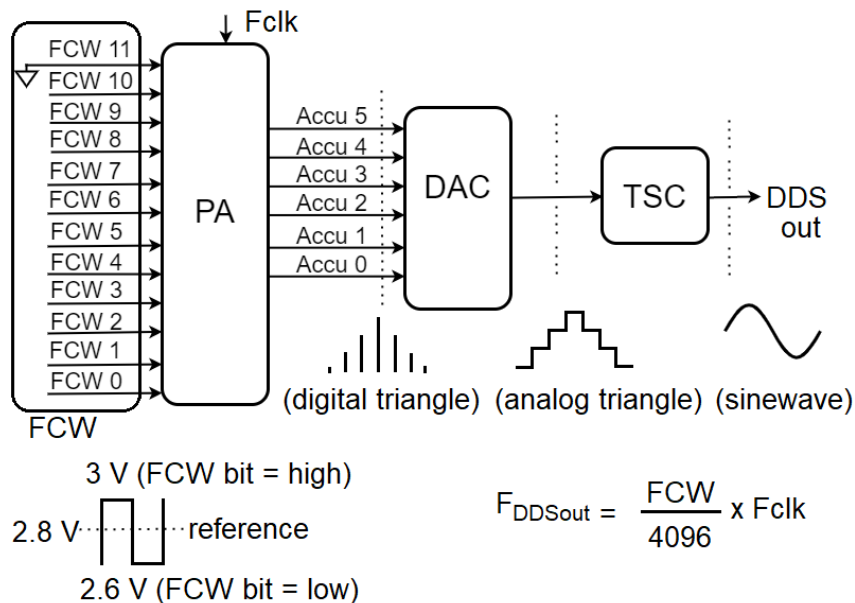 Fclk
FCW 11
FCW 10
FCW 9
FCW 8
FCW 7
FCW 6
FCW 5
FCW 4
FCW 3
FCW 2
FCW 1
FCW 0
FCW
PA
Accu 5
Accu 4
Accu 3
Accu 2
Accu 1
Accu 0
DAC
TSC
DDS
out
(digital triangle)
(analog triangle)
(sinewave)
3 V (FCW bit = high)
2.8 V
reference
2.6 V (FCW bit = low)
F_DDSout = FCW/4096 x Fclk